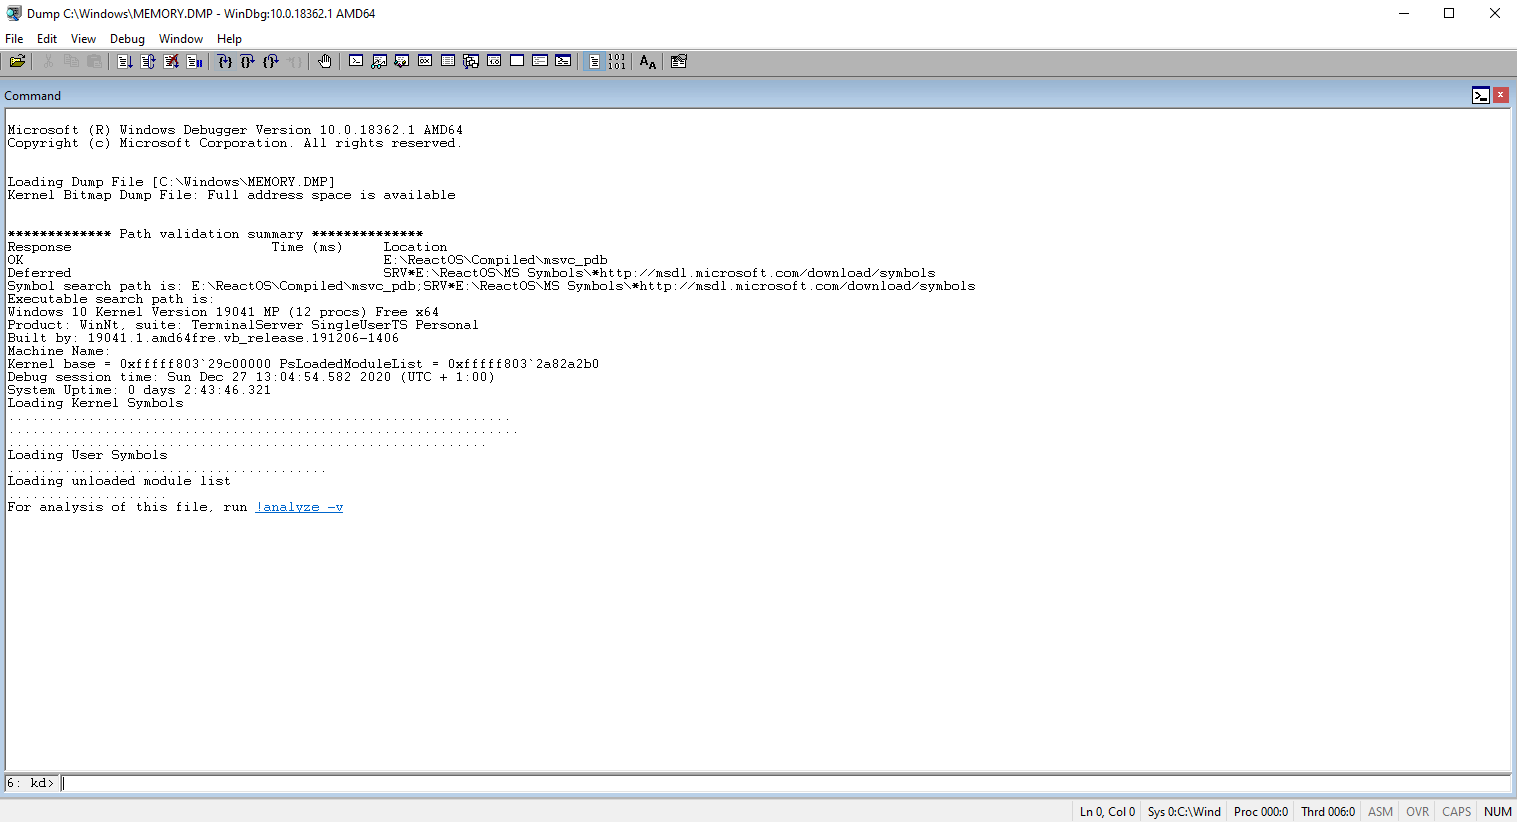 Dump C:\Windows\MEMORY.DMP - WinDbg:10.0.18362.1 AMD64
File Edit View Debug Window Help
Command
Microsoft (R) Windows Debugger Version 10.0.18362.1 AMD64
Copyright (c) Microsoft Corporation. All rights reserved.
Loading Dump File [C:\Windows\MEMORY.DMP]
Kernel Bitmap Dump File: Full address space is available
************* Path validation summary **************
Response Time (ms) Location
OK E:\ReactOS\Compiled\msvc_pdb
Deferred SRV*E:\ReactOS\MS Symbols\*http://msdl.microsoft.com/download/symbols
Symbol search path is: E:\ReactOS\Compiled\msvc_pdb;SRV*E:\ReactOS\MS Symbols\*http://msdl.microsoft.com/download/symbols
Executable search path is:
Windows 10 Kernel Version 19041 MP (12 procs) Free x64
Product: WinNt, suite: TerminalServer SingleUserTS Personal
Built by: 19041.1.amd64fre.vb_release.191206-1406
Machine Name:
Kernel base = 0xfffff803`29c00000 PsLoadedModuleList = 0xfffff803`2a82a2b0
Debug session time: Sun Dec 27 13:04:54.582 2020 (UTC + 1:00)
System Uptime: 0 days 2:43:46.321
Loading Kernel Symbols
...............................................................
................................................................
............................................................
Loading User Symbols
........................................
Loading unloaded module list
....................
For analysis of this file, run !analyze -v
6: kd>
Ln 0, Col 0 Sys 0:C:\Wind Proc 000:0 Thrd 006:0 ASM OVR CAPS NUM